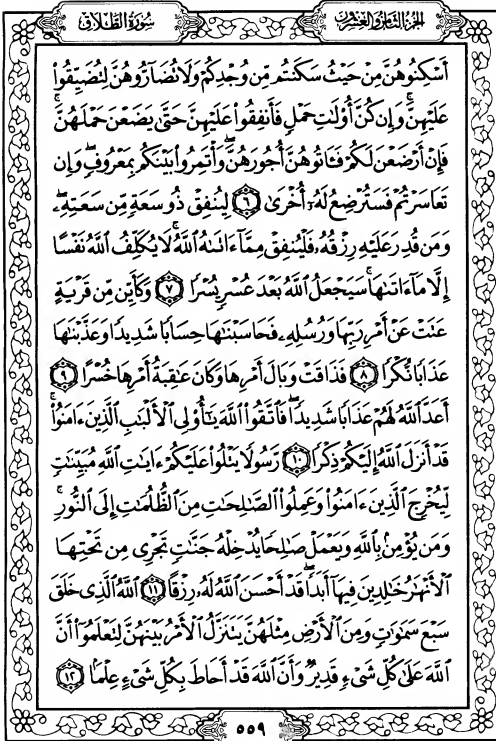 الجزء الثامن والعشرون
سورة الطلاق
أَسْكِنُوهُنَّ مِنْ حَيْثُ سَكَنتُم مِّن وُجْدِكُمْ وَلَا تُضَآرُّوهُنَّ لِتُضَيِّقُوا۟
عَلَيْهِنَّ ۚ وَإِن كُنَّ أُو۟لَـٰتِ حَمْلٍ فَأَنفِقُوا۟ عَلَيْهِنَّ حَتَّىٰ يَضَعْنَ حَمْلَهُنَّ ۚ
فَإِنْ أَرْضَعْنَ لَكُمْ فَـَٔاتُوهُنَّ أُجُورَهُنَّ ۖ وَأْتَمِرُوا۟ بَيْنَكُم بِمَعْرُوفٍ ۖ وَإِن
تَعَاسَرْتُمْ فَسَتُرْضِعُ لَهُۥٓ أُخْرَىٰ ٦ لِيُنفِقْ ذُو سَعَةٍ مِّن سَعَتِهِۦ ۖ
وَمَن قُدِرَ عَلَيْهِ رِزْقُهُۥ فَلْيُنفِقْ مِمَّآ ءَاتَىٰهُ ٱللَّهُ ۚ لَا يُكَلِّفُ ٱللَّهُ نَفْسًا
إِلَّا مَآ ءَاتَىٰهَا ۚ سَيَجْعَلُ ٱللَّهُ بَعْدَ عُسْرٍ يُسْرًا ٧ وَكَأَيِّن مِّن قَرْيَةٍ
عَتَتْ عَنْ أَمْرِ رَبِّهَا وَرُسُلِهِۦ فَحَاسَبْنَـٰهَا حِسَابًا شَدِيدًا وَعَذَّبْنَـٰهَا
عَذَابًا نُّكْرًا ٨ فَذَاقَتْ وَبَالَ أَمْرِهَا وَكَانَ عَـٰقِبَةُ أَمْرِهَا خُسْرًا ٩
أَعَدَّ ٱللَّهُ لَهُمْ عَذَابًا شَدِيدًا ۖ فَٱتَّقُوا۟ ٱللَّهَ يَـٰٓأُو۟لِى ٱلْأَلْبَـٰبِ ٱلَّذِينَ ءَامَنُوا۟ ۚ
قَدْ أَنزَلَ ٱللَّهُ إِلَيْكُمْ ذِكْرًا ١٠ رَّسُولًا يَتْلُوا۟ عَلَيْكُمْ ءَايَـٰتِ ٱللَّهِ مُبَيِّنَـٰتٍ
لِّيُخْرِجَ ٱلَّذِينَ ءَامَنُوا۟ وَعَمِلُوا۟ ٱلصَّـٰلِحَـٰتِ مِنَ ٱلظُّلُمَـٰتِ إِلَى ٱلنُّورِ ۚ
وَمَن يُؤْمِنۢ بِٱللَّهِ وَيَعْمَلْ صَـٰلِحًا يُدْخِلْهُ جَنَّـٰتٍ تَجْرِى مِن تَحْتِهَا
ٱلْأَنْهَـٰرُ خَـٰلِدِينَ فِيهَآ أَبَدًا ۖ قَدْ أَحْسَنَ ٱللَّهُ لَهُۥ رِزْقًا ١١ ٱللَّهُ ٱلَّذِى خَلَقَ
سَبْعَ سَمَـٰوَٰتٍ وَمِنَ ٱلْأَرْضِ مِثْلَهُنَّ يَتَنَزَّلُ ٱلْأَمْرُ بَيْنَهُنَّ لِتَعْلَمُوٓا۟ أَنَّ
ٱللَّهَ عَلَىٰ كُلِّ شَىْءٍ قَدِيرٌ وَأَنَّ ٱللَّهَ قَدْ أَحَاطَ بِكُلِّ شَىْءٍ عِلْمًۢا ١٢
٥٥٩